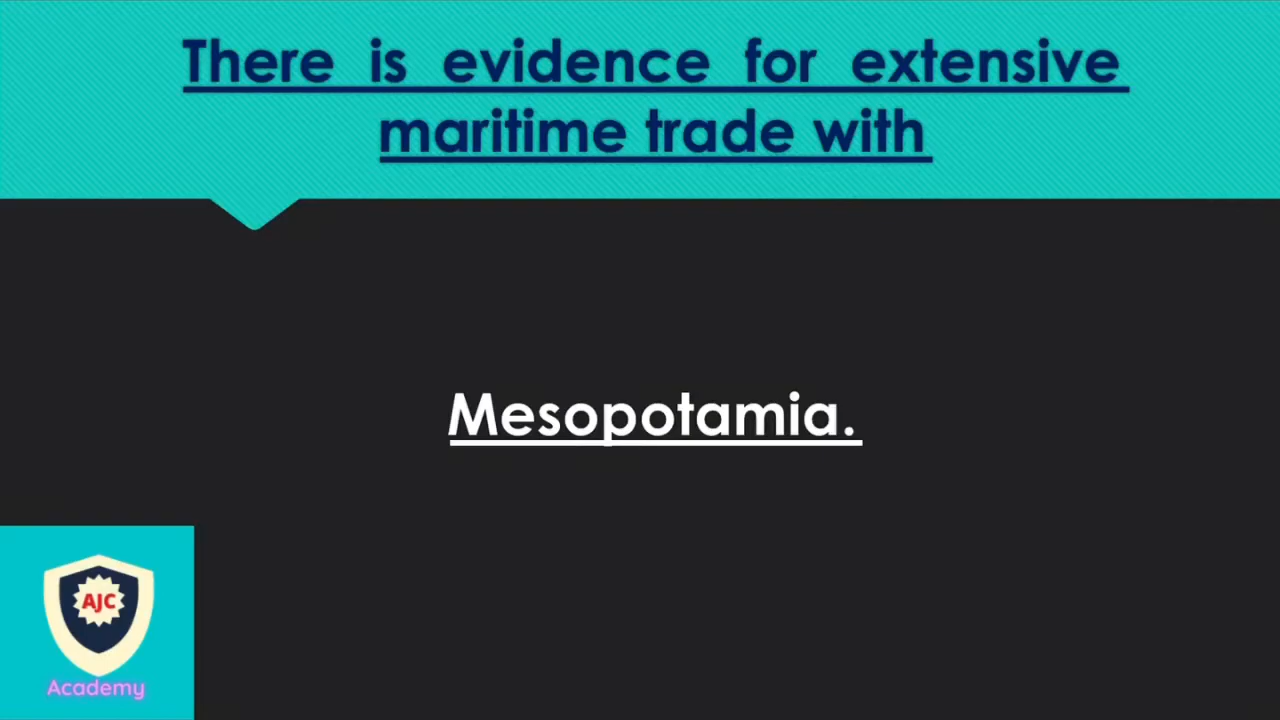 There is evidence for extensive
maritime trade with
Mesopotamia.
AJC
Academy